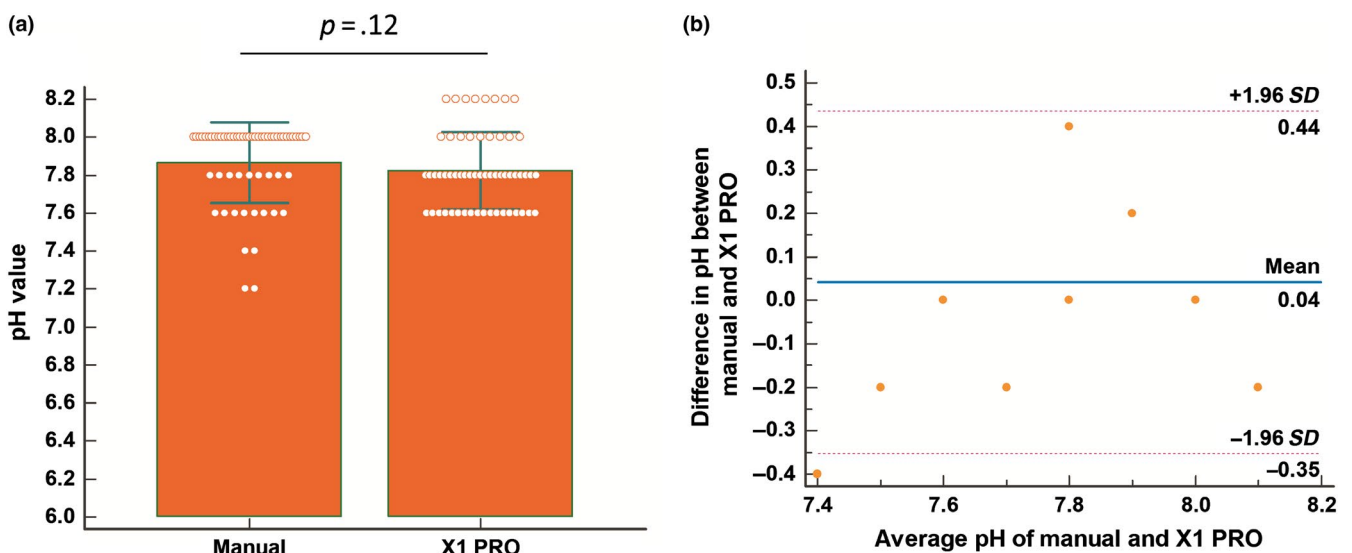 (a)
p = .12
pH value
8.2
8.0
7.8
7.6
7.4
7.2
7.0
6.8
6.6
6.4
6.2
6.0
Manual
X1 PRO
(b)
Difference in pH between
manual and X1 PRO
0.5
0.4
0.3
0.2
0.1
0.0
–0.1
–0.2
–0.3
–0.4
+1.96 SD
0.44
Mean
0.04
–1.96 SD
–0.35
7.4
7.6
7.8
8.0
8.2
Average pH of manual and X1 PRO